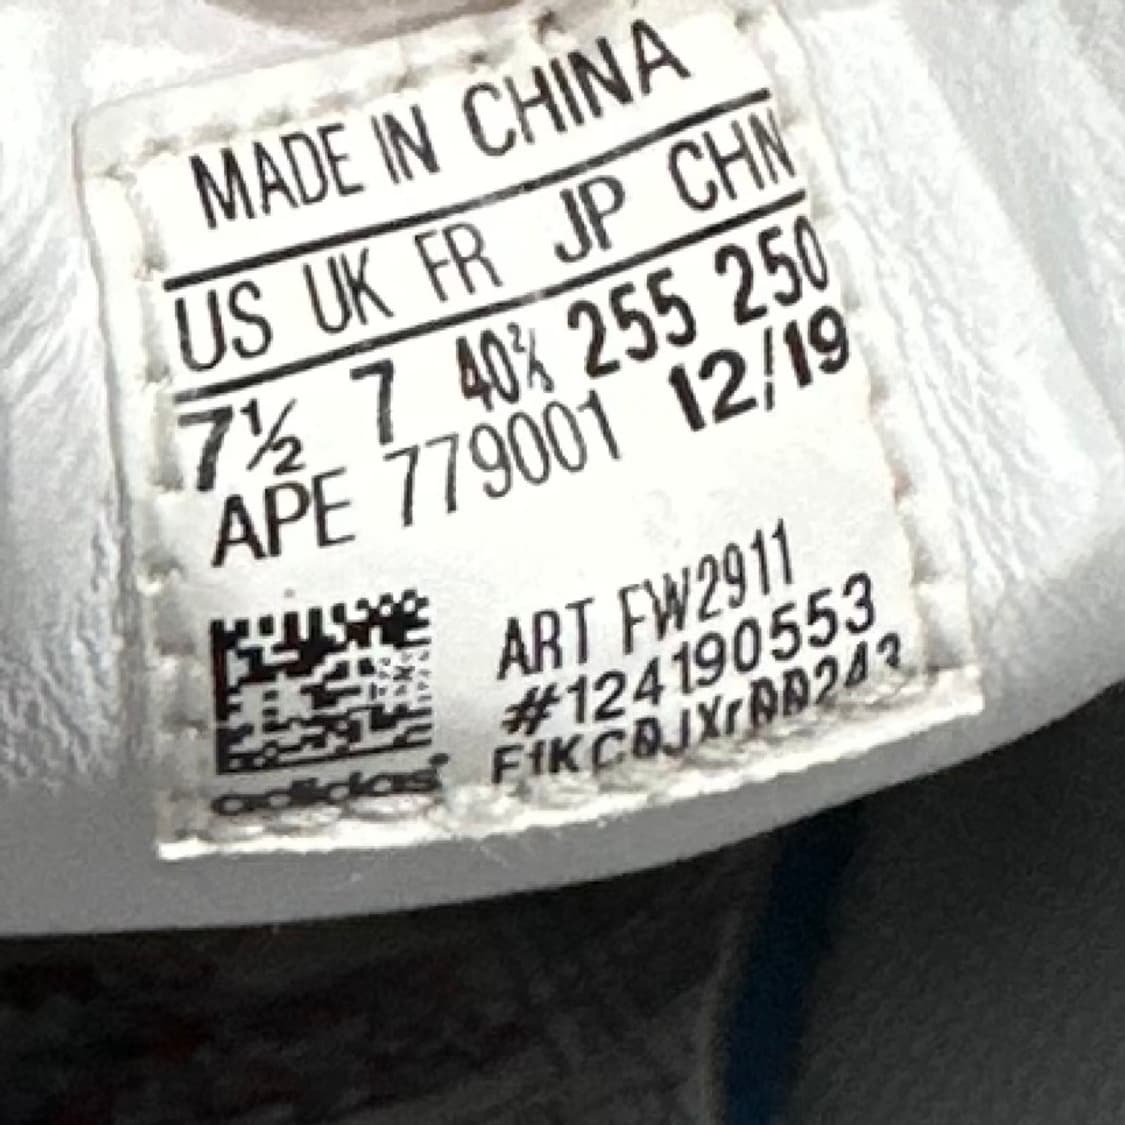 MADE IN CHINA
US UK FR JP CHN
7½ 7 40⅔ 255 250
APE 779001 12/19
ART FW2911
#124190553
adidas